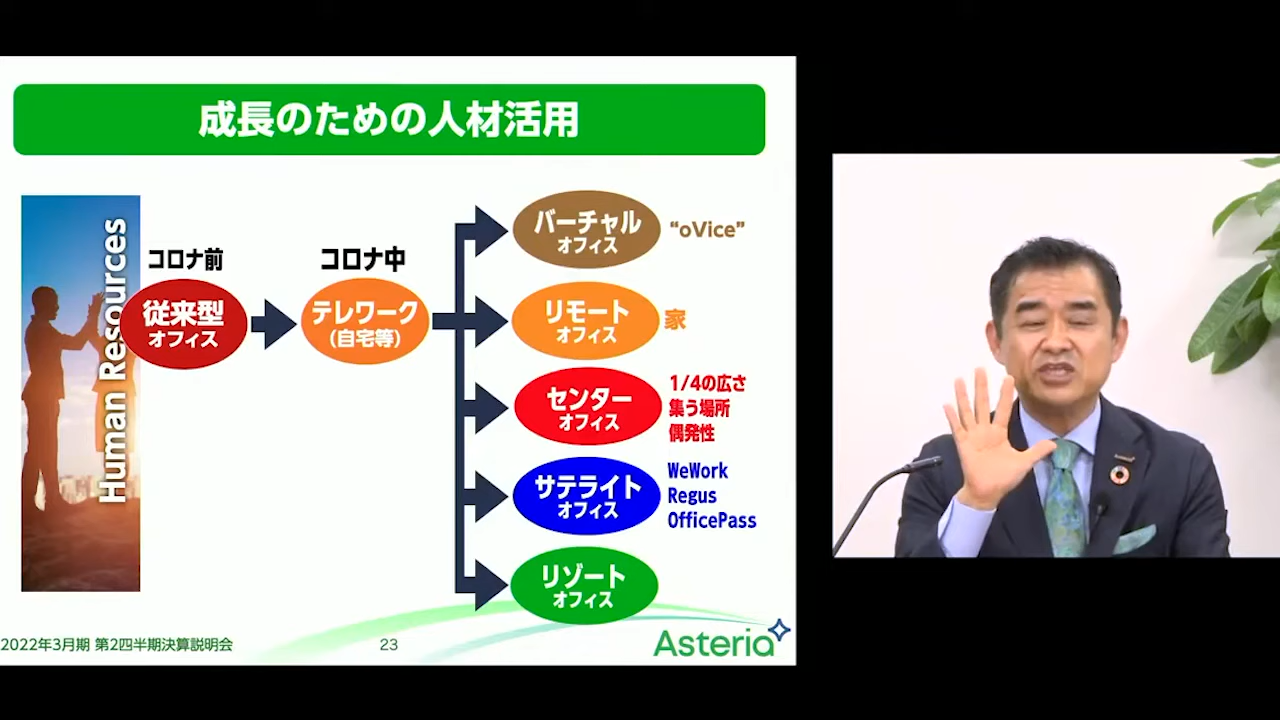 成長のための人材活用
Human Resources
コロナ前
従来型
オフィス
コロナ中
テレワーク
(自宅等)
バーチャル
オフィス
“oVice”
リモート
オフィス
家
センター
オフィス
1/4の広さ
集う場所
偶発性
サテライト
オフィス
WeWork
Regus
OfficePass
リゾート
オフィス
2022年3月期 第2四半期決算説明会
23
Asteria